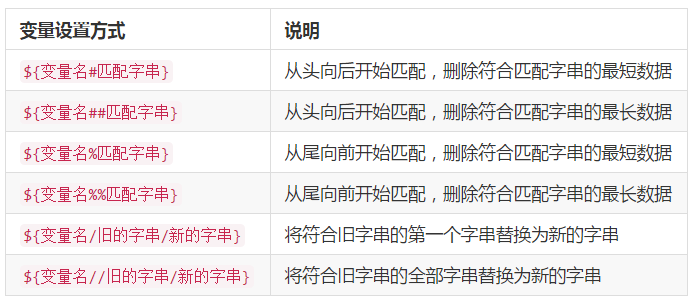 变量设置方式 说明
${变量名#匹配字串} 从头向后开始匹配，删除符合匹配字串的最短数据
${变量名##匹配字串} 从头向后开始匹配，删除符合匹配字串的最长数据
${变量名%匹配字串} 从尾向前开始匹配，删除符合匹配字串的最短数据
${变量名%%匹配字串} 从尾向前开始匹配，删除符合匹配字串的最长数据
${变量名/旧的字串/新的字串} 将符合旧字串的第一个字串替换为新的字串
${变量名//旧的字串/新的字串} 将符合旧字串的全部字串替换为新的字串